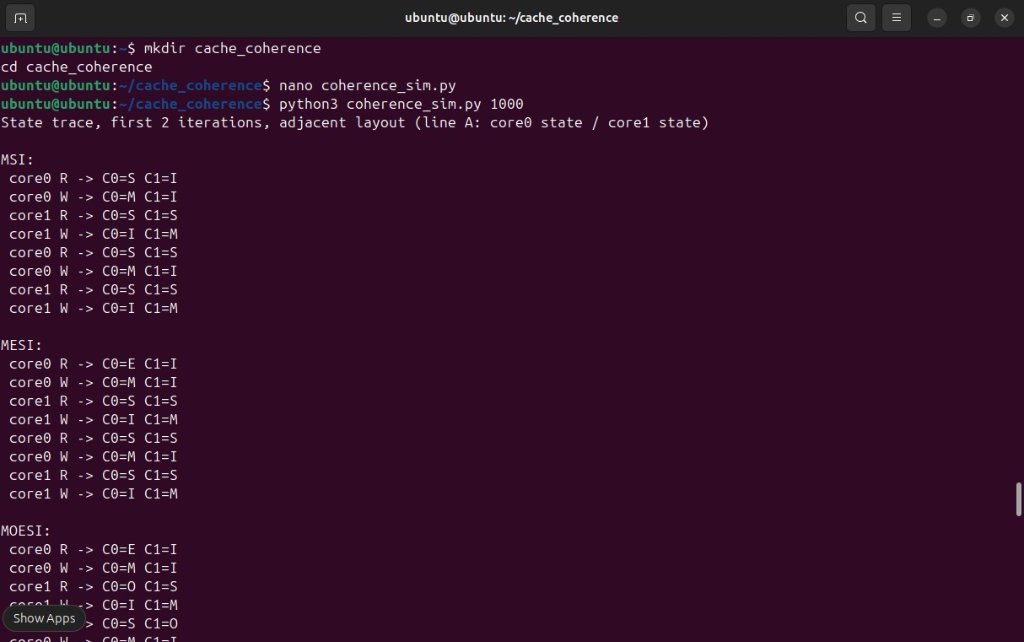 ubuntu@ubuntu: ~/cache_coherence
ubuntu@ubuntu:~$ mkdir cache_coherence
cd cache_coherence
ubuntu@ubuntu:~/cache_coherence$ nano coherence_sim.py
ubuntu@ubuntu:~/cache_coherence$ python3 coherence_sim.py 1000
State trace, first 2 iterations, adjacent layout (line A: core0 state / core1 state)
MSI:
core0 R -> C0=S C1=I
core0 W -> C0=M C1=I
core1 R -> C0=S C1=S
core1 W -> C0=I C1=M
core0 R -> C0=S C1=S
core0 W -> C0=M C1=I
core1 R -> C0=S C1=S
core1 W -> C0=I C1=M
MESI:
core0 R -> C0=E C1=I
core0 W -> C0=M C1=I
core1 R -> C0=S C1=S
core1 W -> C0=I C1=M
core0 R -> C0=S C1=S
core0 W -> C0=M C1=I
core1 R -> C0=S C1=S
core1 W -> C0=I C1=M
MOESI:
core0 R -> C0=E C1=I
core0 W -> C0=M C1=I
core1 R -> C0=O C1=S
core1 W -> C0=I C1=M
Show Apps
> C0=S C1=O
core0 W -> C0=M C1=I